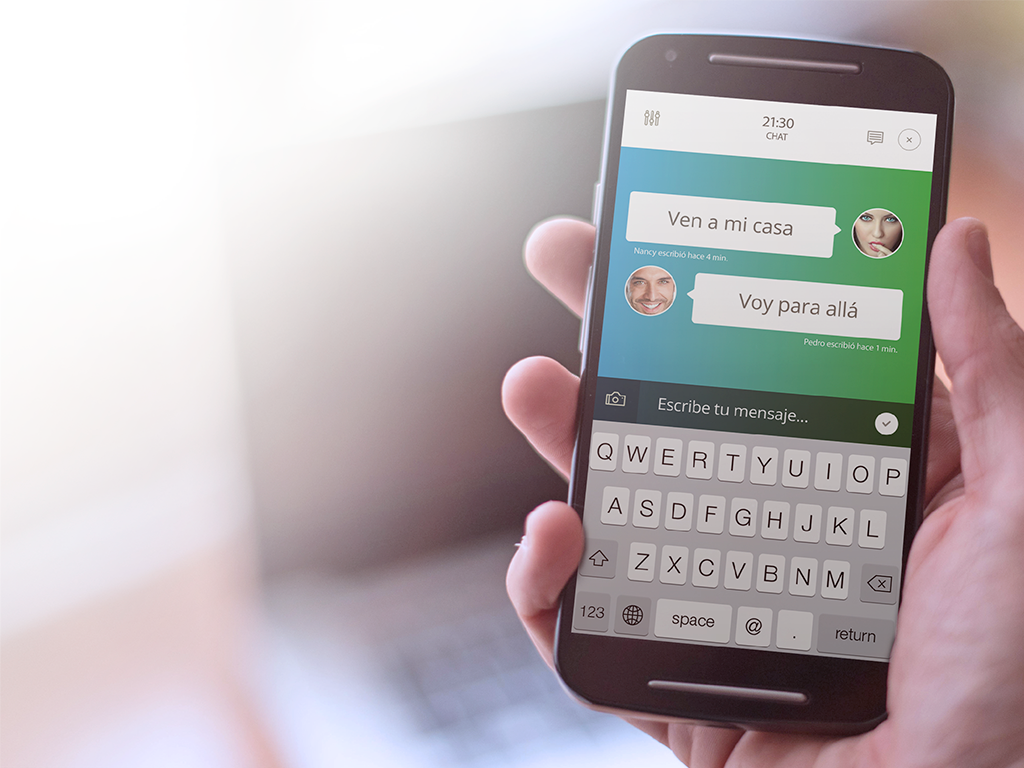 21:30
CHAT
Ven a mi casa
Nancy escribió hace 4 min.
Voy para allá
Pedro escribió hace 1 min.
Escribe tu mensaje...
Q W E R T Y U I O P
A S D F G H J K L
Z X C V B N M
123 space @ . return